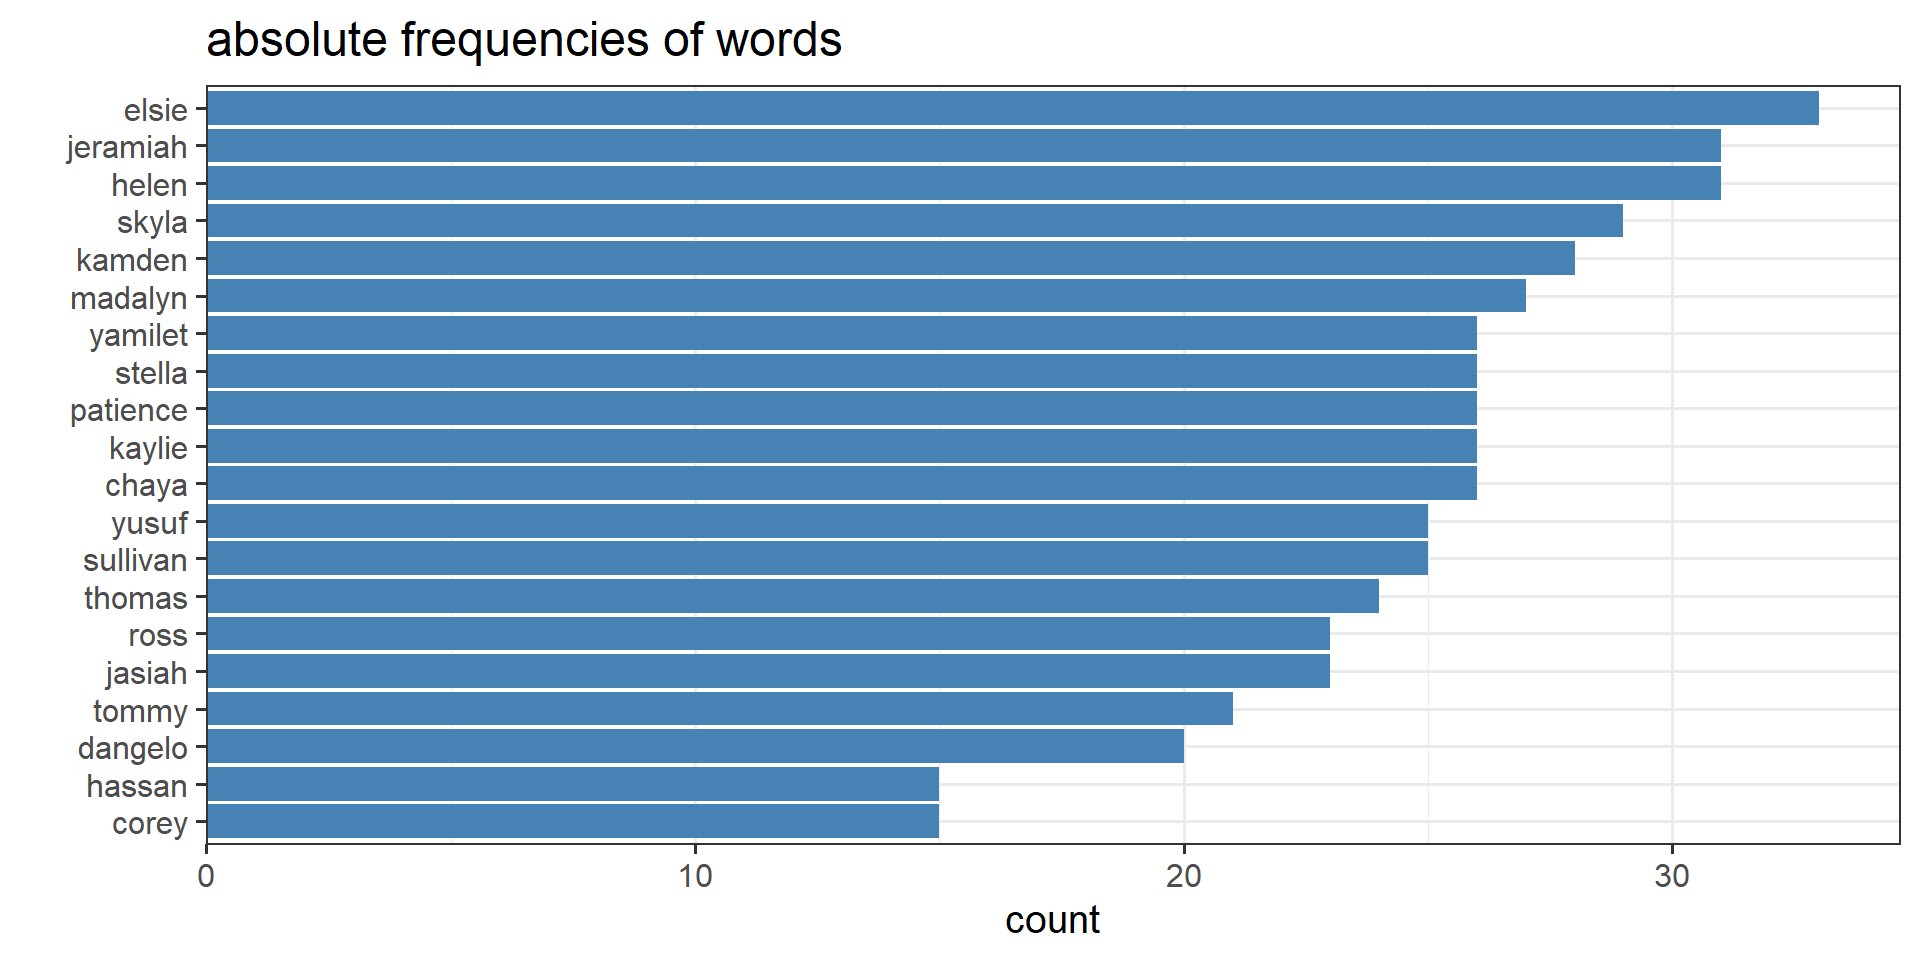 absolute frequencies of words
elsie
jeramiah
helen
skyla
kamden
madalyn
yamilet
stella
patience
kaylie
chaya
yusuf
sullivan
thomas
ross
jasiah
tommy
dangelo
hassan
corey
0 10 20 30
count